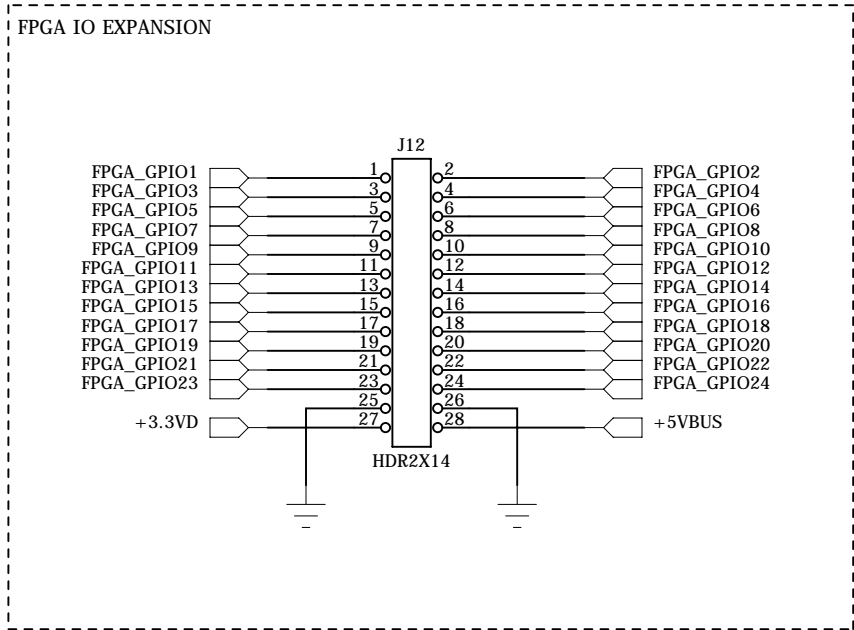 FPGA IO EXPANSION
J12
FPGA_GPIO1 1 2 FPGA_GPIO2
FPGA_GPIO3 3 4 FPGA_GPIO4
FPGA_GPIO5 5 6 FPGA_GPIO6
FPGA_GPIO7 7 8 FPGA_GPIO8
FPGA_GPIO9 9 10 FPGA_GPIO10
FPGA_GPIO11 11 12 FPGA_GPIO12
FPGA_GPIO13 13 14 FPGA_GPIO14
FPGA_GPIO15 15 16 FPGA_GPIO16
FPGA_GPIO17 17 18 FPGA_GPIO18
FPGA_GPIO19 19 20 FPGA_GPIO20
FPGA_GPIO21 21 22 FPGA_GPIO22
FPGA_GPIO23 23 24 FPGA_GPIO24
25 26
+3.3VD 27 28 +5VBUS
HDR2X14